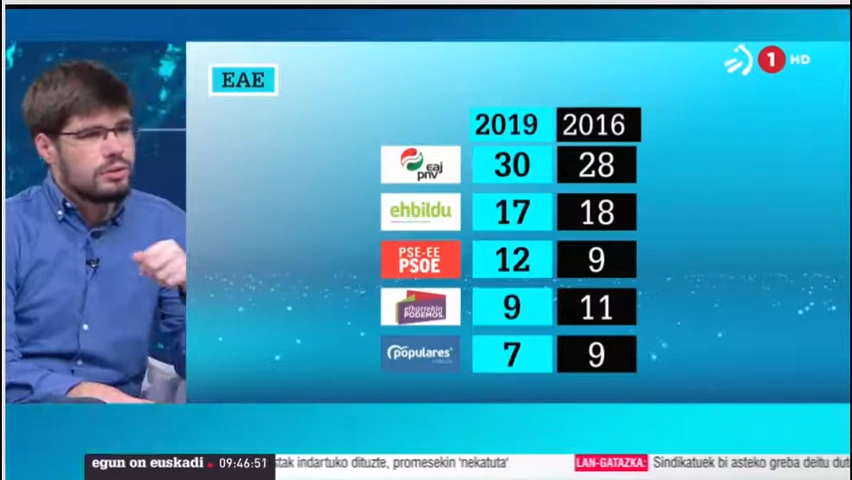 EAE
1 HD
2019 2016
eaj pnv 30 28
ehbildu 17 18
PSE-EE PSOE 12 9
elkarrekin PODEMOS. 9 11
populares 7 9
egun on euskadi 09:46:51 tak indartuko dituzte, promesekin 'nekatuta' LAN-GATAZKA: Sindikatuek bi asteko greba deitu dut